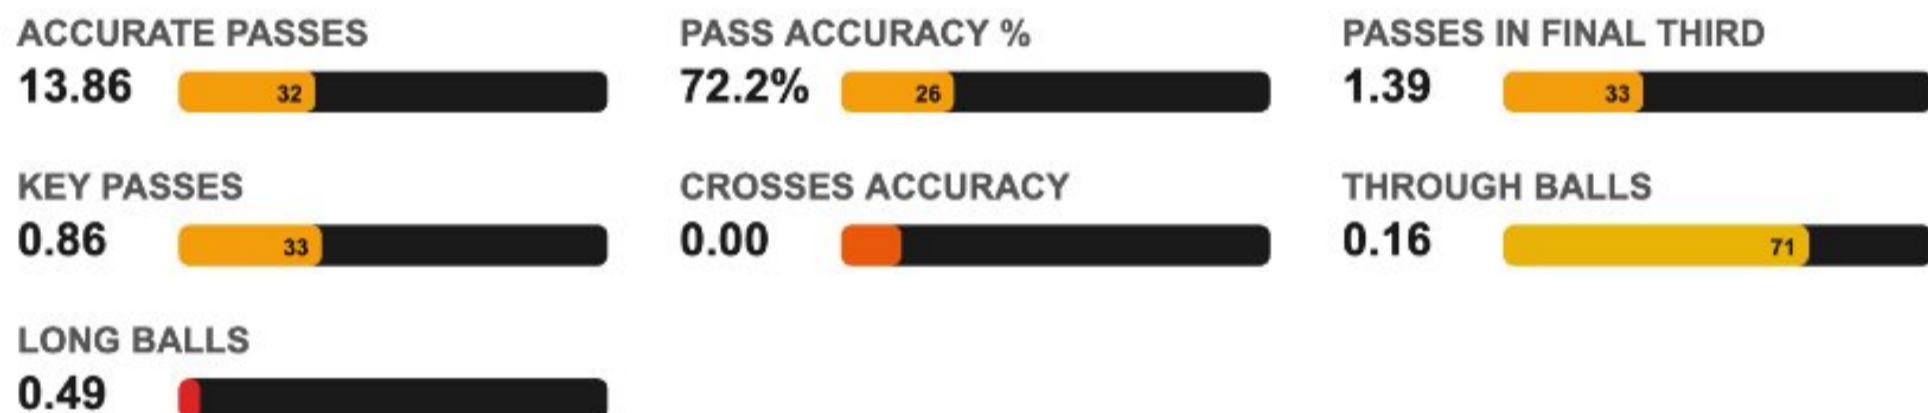 ACCURATE PASSES
13.86 32
PASS ACCURACY %
72.2% 26
PASSES IN FINAL THIRD
1.39 33
KEY PASSES
0.86 33
CROSSES ACCURACY
0.00
THROUGH BALLS
0.16 71
LONG BALLS
0.49